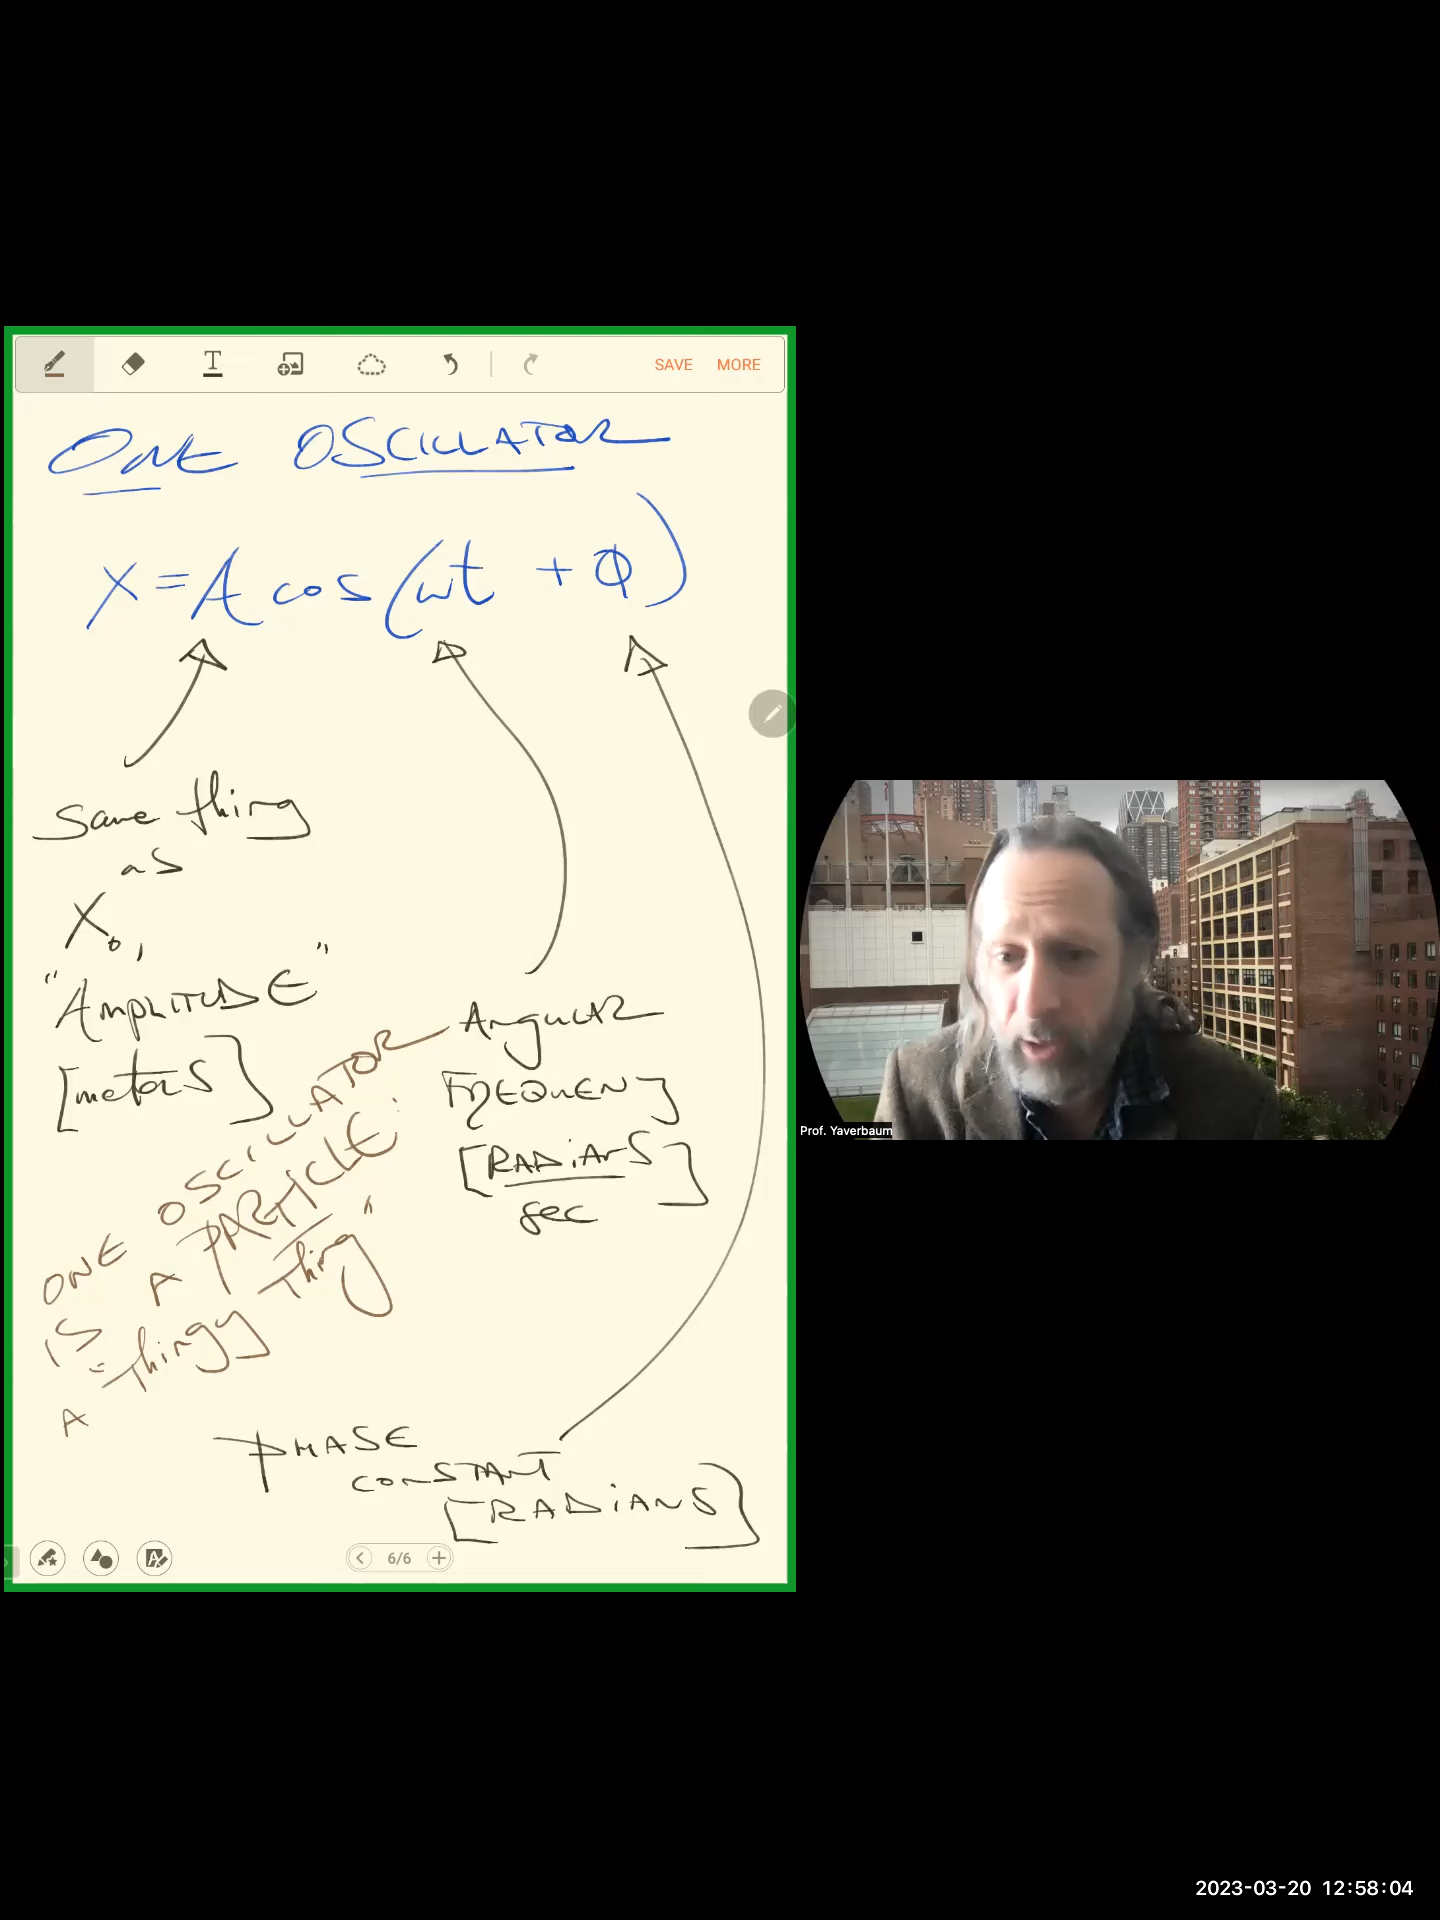 T
SAVE
MORE
ONE OSCILLATOR
X = A cos(ωt + Φ)
Same thing
as
X₀,
"AMPLITUDE"
[meters]
Angular
FREQUENCY
[RADIANS
sec]
ONE OSCILLATOR
IS A PARTICLE.
A "Thingy Thing"
PHASE
CONSTANT
[RADIANS]
6/6
Prof. Yaverbaum
2023-03-20 12:58:04